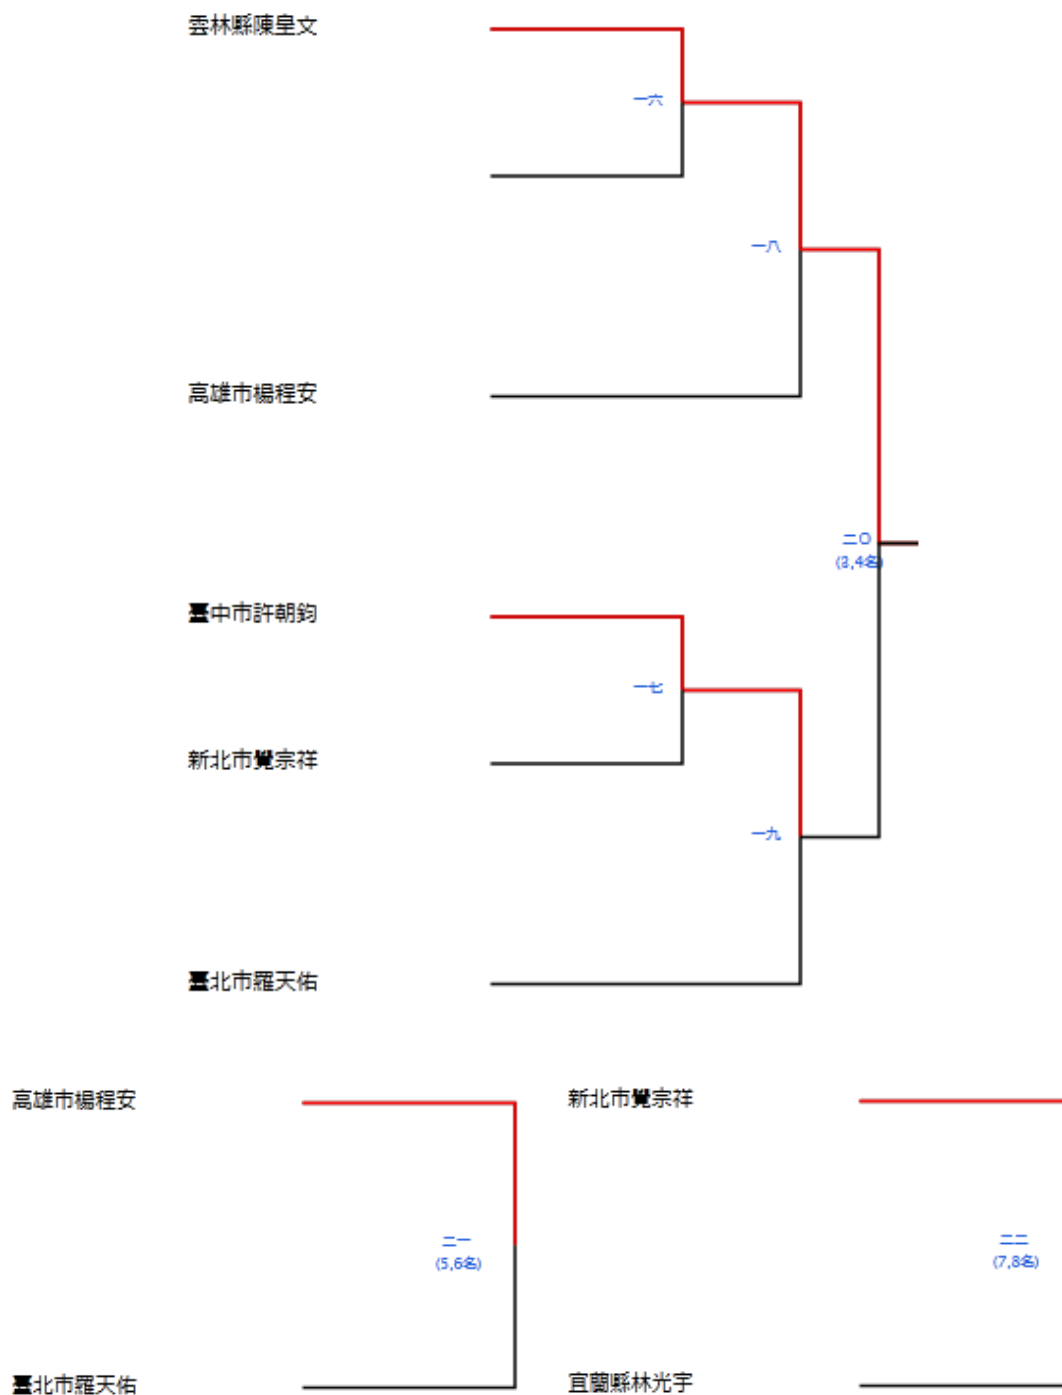 雲林縣陳皇文
一六
一八
高雄市楊程安
二〇
(3,4名)
臺中市許朝鈞
一七
新北市覺宗祥
一九
臺北市羅天佑
高雄市楊程安
新北市覺宗祥
二一
(5,6名)
二二
(7,8名)
臺北市羅天佑
宜蘭縣林光宇